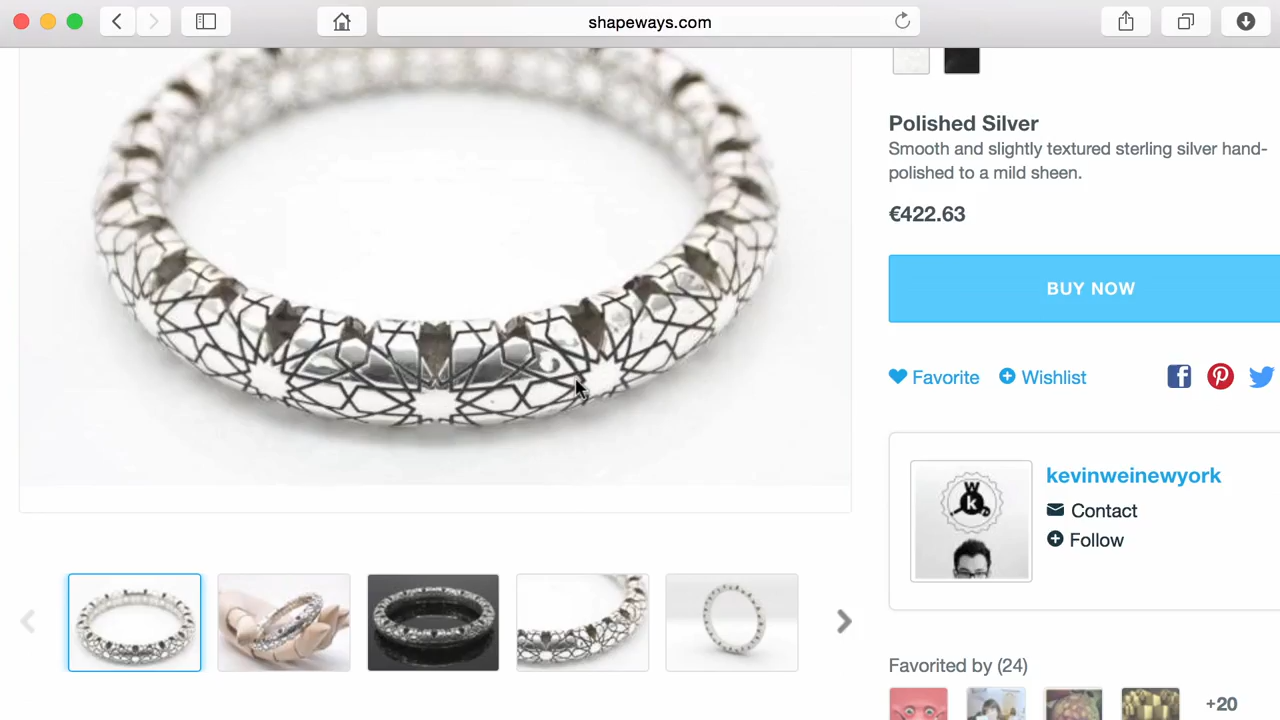 shapeways.com
Polished Silver
Smooth and slightly textured sterling silver hand-
polished to a mild sheen.
€422.63
BUY NOW
Favorite
Wishlist
kevinweinewyork
Contact
Follow
Favorited by (24)
+20